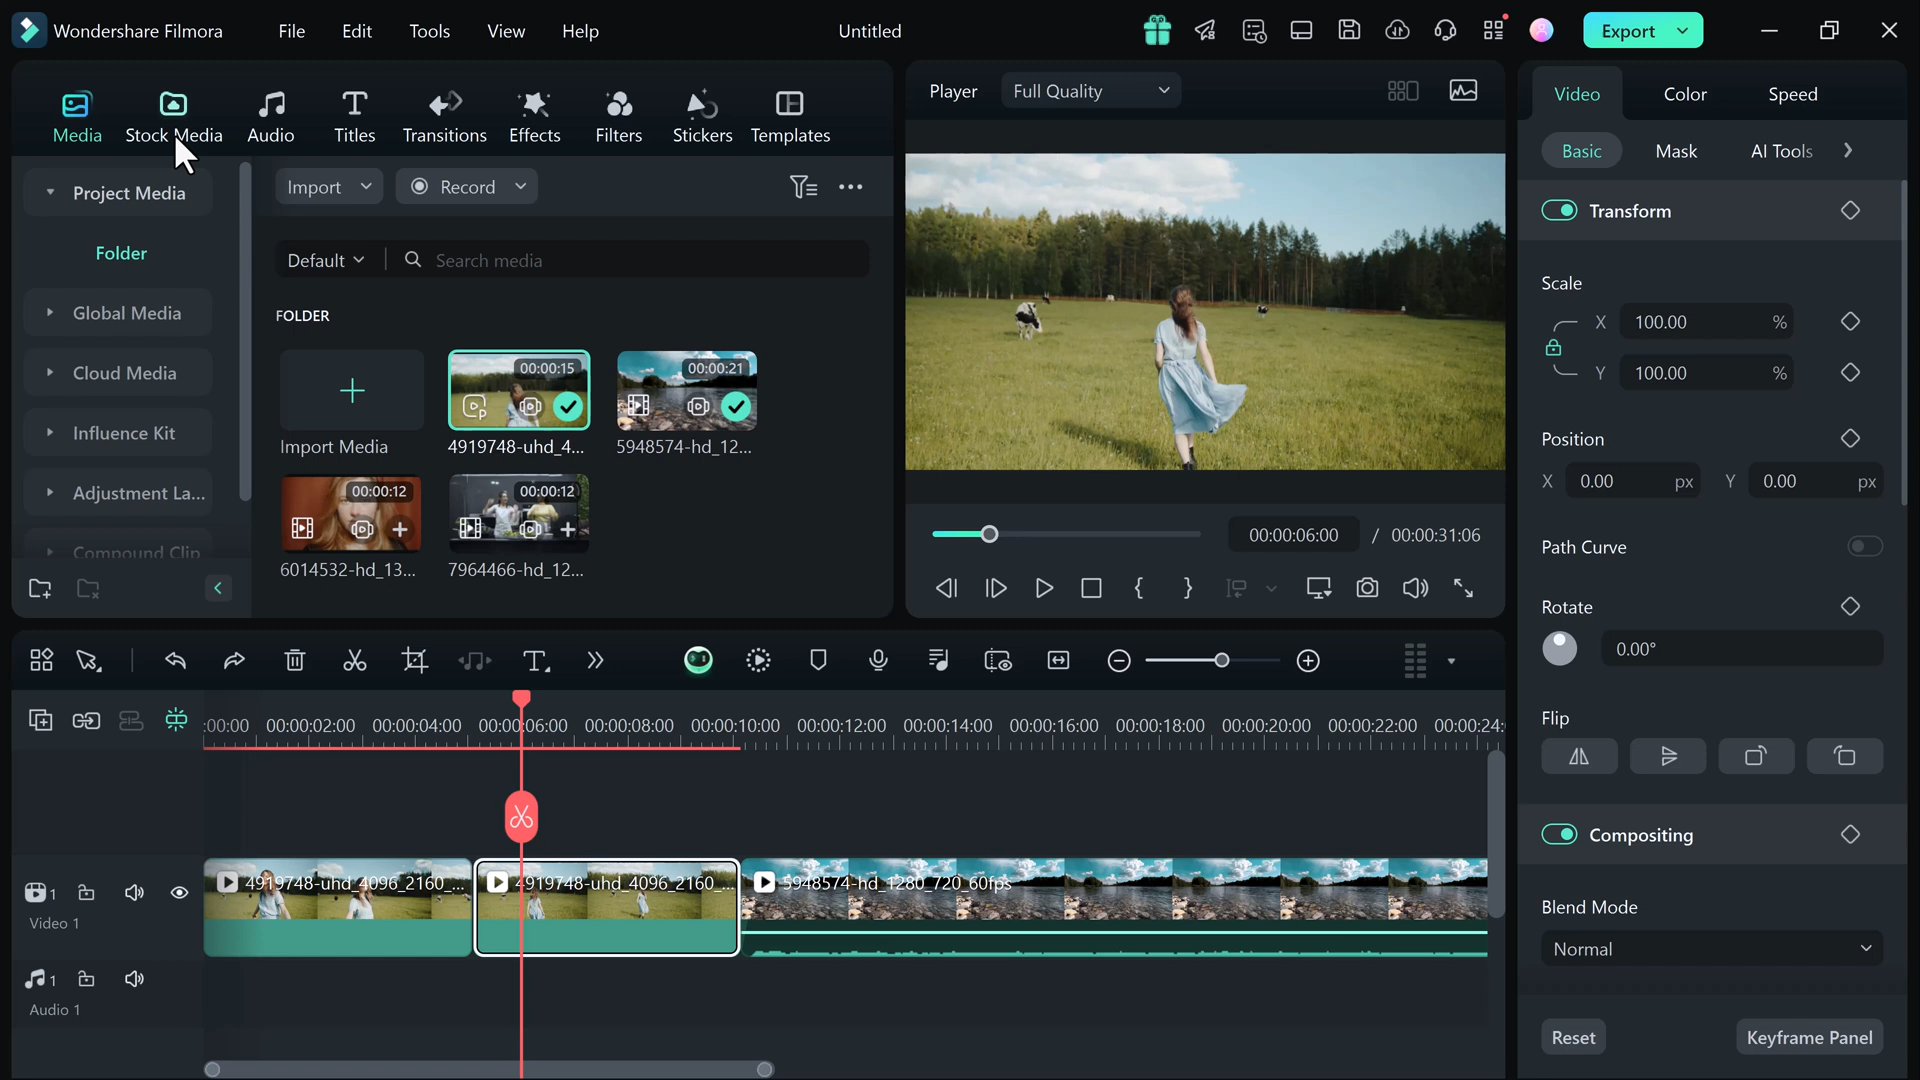 Wondershare Filmora
File Edit Tools View Help
Untitled
Export
Media Stock Media Audio Titles Transitions Effects Filters Stickers Templates
Project Media
Folder
Global Media
Cloud Media
Influence Kit
Adjustment La...
Compound Clip
Import Record
Default Search media
FOLDER
Import Media
00:00:15
4919748-uhd_4...
00:00:21
5948574-hd_12...
00:00:12
6014532-hd_13...
00:00:12
7964466-hd_12...
Player Full Quality
00:00:06:00 / 00:00:31:06
Video Color Speed
Basic Mask AI Tools
Transform
Scale
X 100.00 %
Y 100.00 %
Position
X 0.00 px Y 0.00 px
Path Curve
Rotate
0.00°
Flip
Compositing
Blend Mode
Normal
Reset Keyframe Panel
:00:00 00:00:02:00 00:00:04:00 00:00:06:00 00:00:08:00 00:00:10:00 00:00:12:00 00:00:14:00 00:00:16:00 00:00:18:00 00:00:20:00 00:00:22:00 00:00:24:
4919748-uhd_4096_2160_... 4919748-uhd_4096_2160_... 5948574-hd_1280_720_60fps
1
Video 1
1
Audio 1